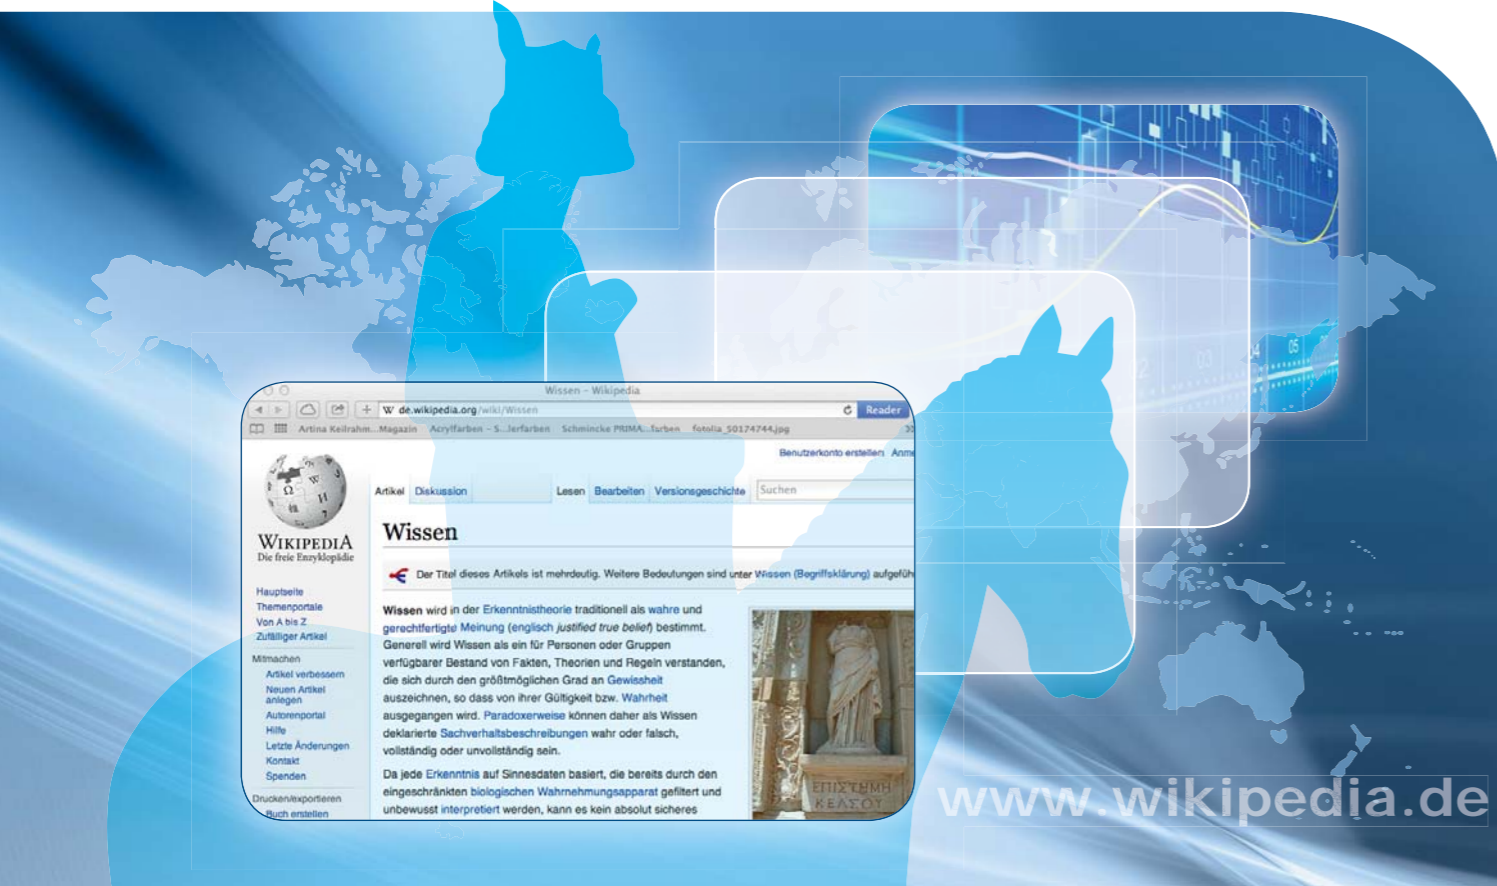 05
04
03
Wissen – Wikipedia
W de.wikipedia.org/wiki/Wissen
Reader
Artina Keilrahm...Magazin Acrylfarben – S...lerfarben Schmincke PRIMA...farben fotolia_50174744.jpg
Benutzerkonto erstellen Anme
Artikel Diskussion Lesen Bearbeiten Versionsgeschichte Suchen
WIKIPEDIA
Die freie Enzyklopädie
Hauptseite
Themenportale
Von A bis Z
Zufälliger Artikel
Mitmachen
Artikel verbessern
Neuen Artikel
anlegen
Autorenportal
Hilfe
Letzte Änderungen
Kontakt
Spenden
Drucken/exportieren
Buch erstellen
Wissen
Der Titel dieses Artikels ist mehrdeutig. Weitere Bedeutungen sind unter Wissen (Begriffsklärung) aufgefüh
Wissen wird in der Erkenntnistheorie traditionell als wahre und
gerechtfertigte Meinung (englisch justified true belief) bestimmt.
Generell wird Wissen als ein für Personen oder Gruppen
verfügbarer Bestand von Fakten, Theorien und Regeln verstanden,
die sich durch den größtmöglichen Grad an Gewissheit
auszeichnen, so dass von ihrer Gültigkeit bzw. Wahrheit
ausgegangen wird. Paradoxerweise können daher als Wissen
deklarierte Sachverhaltsbeschreibungen wahr oder falsch,
vollständig oder unvollständig sein.
Da jede Erkenntnis auf Sinnesdaten basiert, die bereits durch den
eingeschränkten biologischen Wahrnehmungsapparat gefiltert und
unbewusst interpretiert werden, kann es kein absolut sicheres
ΕΠΙΣΤΗΜΗ
ΚΕΛΣΟΥ
www.wikipedia.de